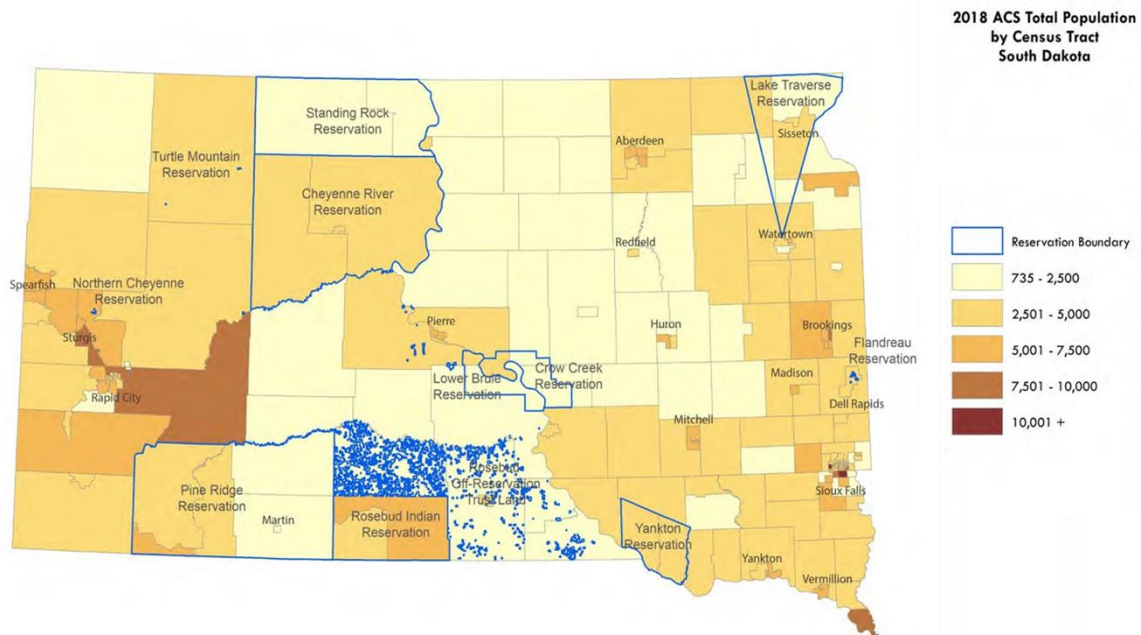 2018 ACS Total Population
by Census Tract
South Dakota
Lake Traverse
Reservation
Standing Rock
Reservation
Sisseton
Aberdeen
Turtle Mountain
Reservation
Cheyenne River
Reservation
Watertown
Redfield
Spearfish
Northern Cheyenne
Reservation
Sturgis
Pierre
Huron
Brookings
Flandreau
Reservation
Crow Creek
Reservation
Lower Brule
Reservation
Madison
Rapid City
Dell Rapids
Mitchell
Rosebud
Off-Reservation
Trust Land
Pine Ridge
Reservation
Sioux Falls
Martin
Rosebud Indian
Reservation
Yankton
Reservation
Yankton
Vermillion
Reservation Boundary
735 - 2,500
2,501 - 5,000
5,001 - 7,500
7,501 - 10,000
10,001 +